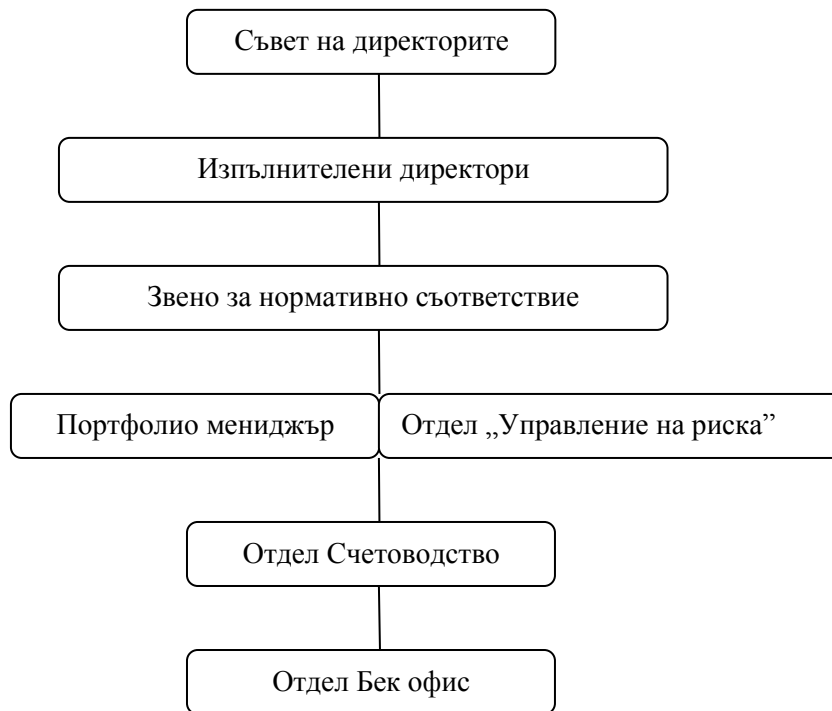 Съвет на директорите
Изпълнителени директори
Звено за нормативно съответствие
Портфолио мениджър
Отдел „Управление на риска”
Отдел Счетоводство
Отдел Бек офис